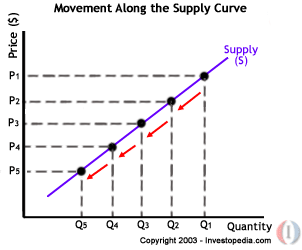 Movement Along the Supply Curve
Price ($)
Supply
(S)
P1
P2
P3
P4
P5
Q5 Q4 Q3 Q2 Q1 Quantity
Copyright 2003 - Investopedia.com